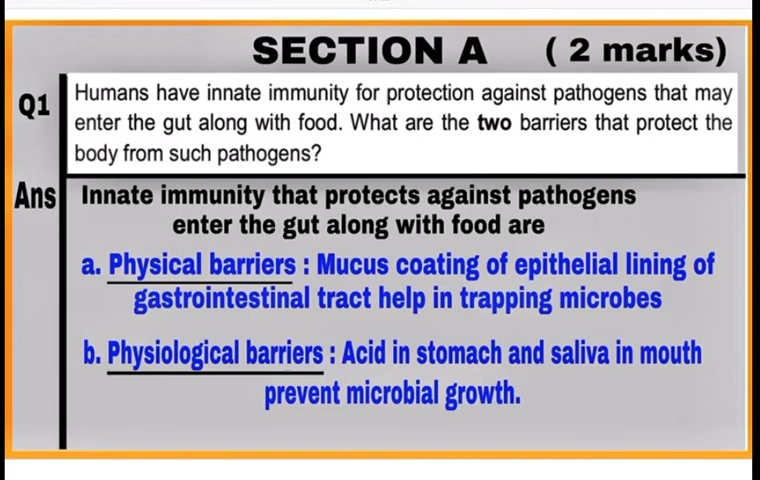 SECTION A ( 2 marks)
Q1 Humans have innate immunity for protection against pathogens that may
enter the gut along with food. What are the two barriers that protect the
body from such pathogens?
Ans Innate immunity that protects against pathogens
enter the gut along with food are
a. Physical barriers : Mucus coating of epithelial lining of
gastrointestinal tract help in trapping microbes
b. Physiological barriers : Acid in stomach and saliva in mouth
prevent microbial growth.